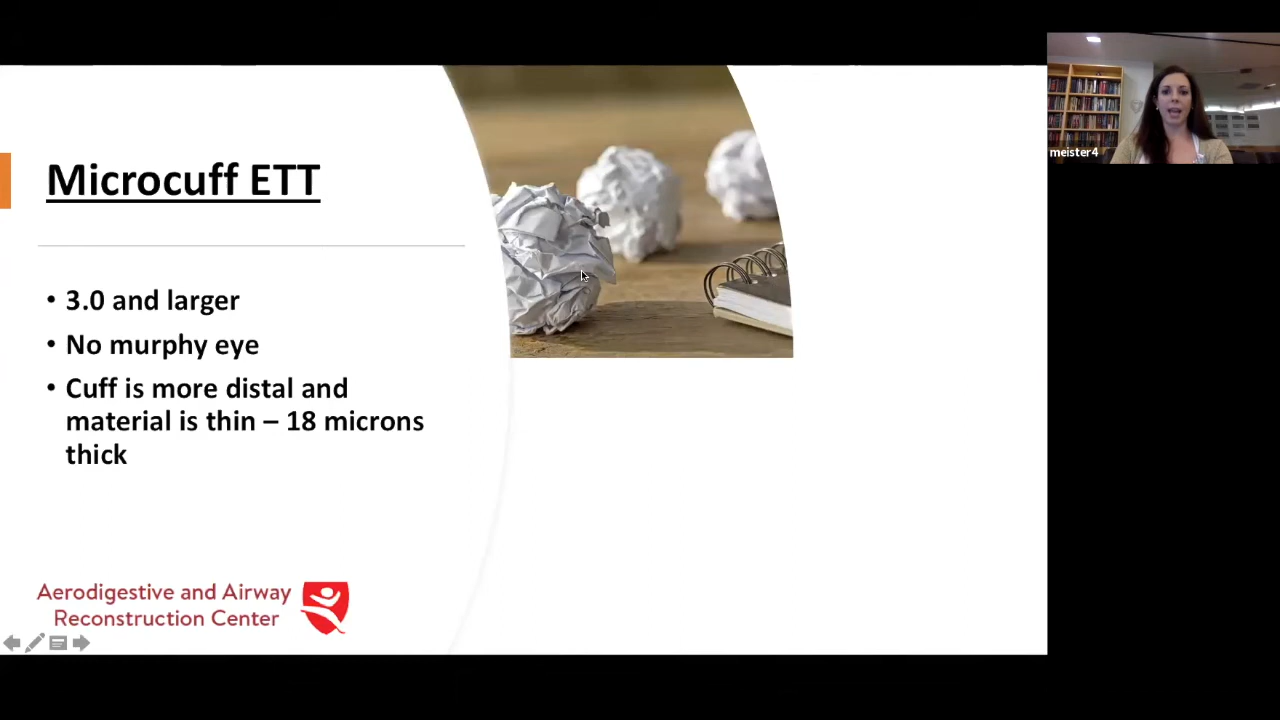 Microcuff ETT
• 3.0 and larger
• No murphy eye
• Cuff is more distal and
material is thin – 18 microns
thick
Aerodigestive and Airway
Reconstruction Center
meister4